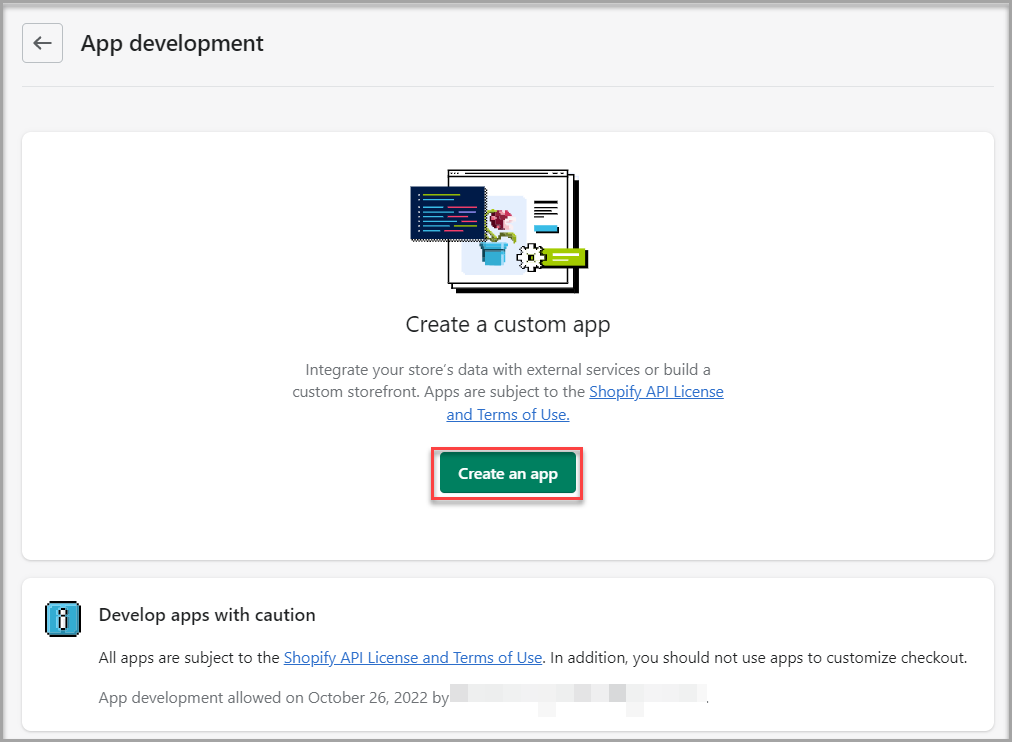 App development
Create a custom app
Integrate your store's data with external services or build a
custom storefront. Apps are subject to the Shopify API License
and Terms of Use.
Create an app
Develop apps with caution
All apps are subject to the Shopify API License and Terms of Use. In addition, you should not use apps to customize checkout.
App development allowed on October 26, 2022 by .